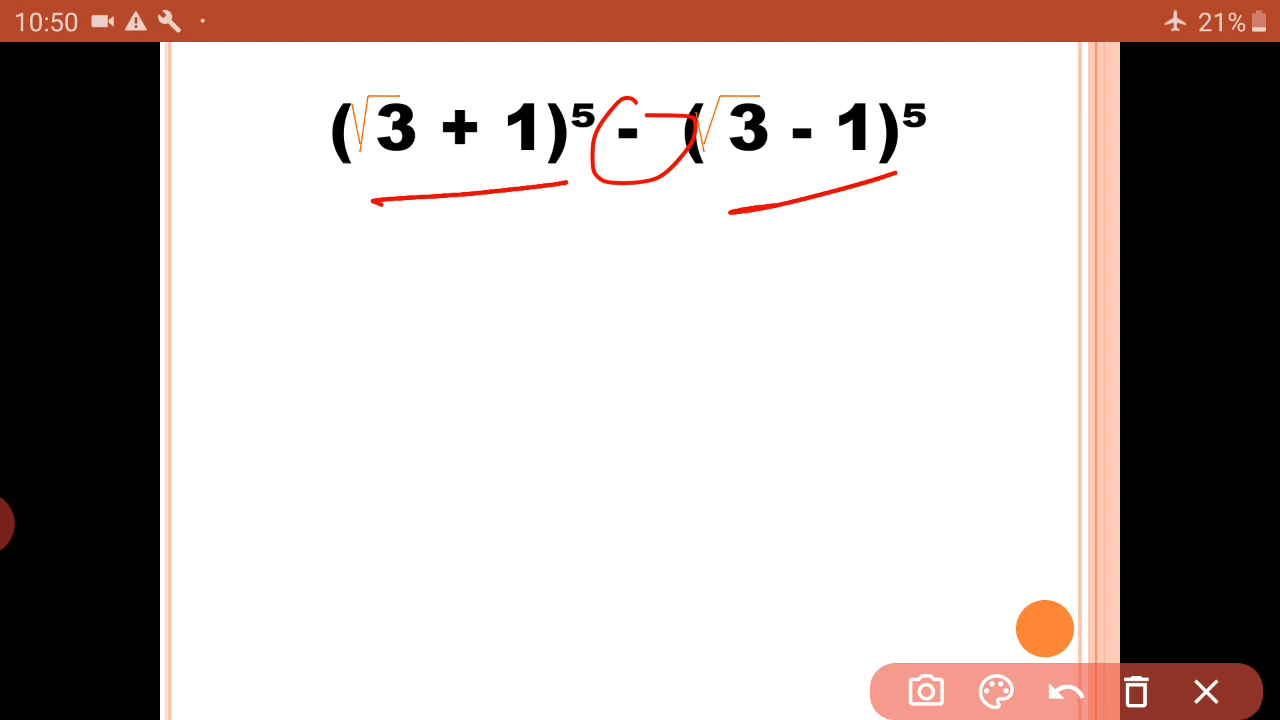 10:50 21%
(√3 + 1)⁵ - (√3 - 1)⁵